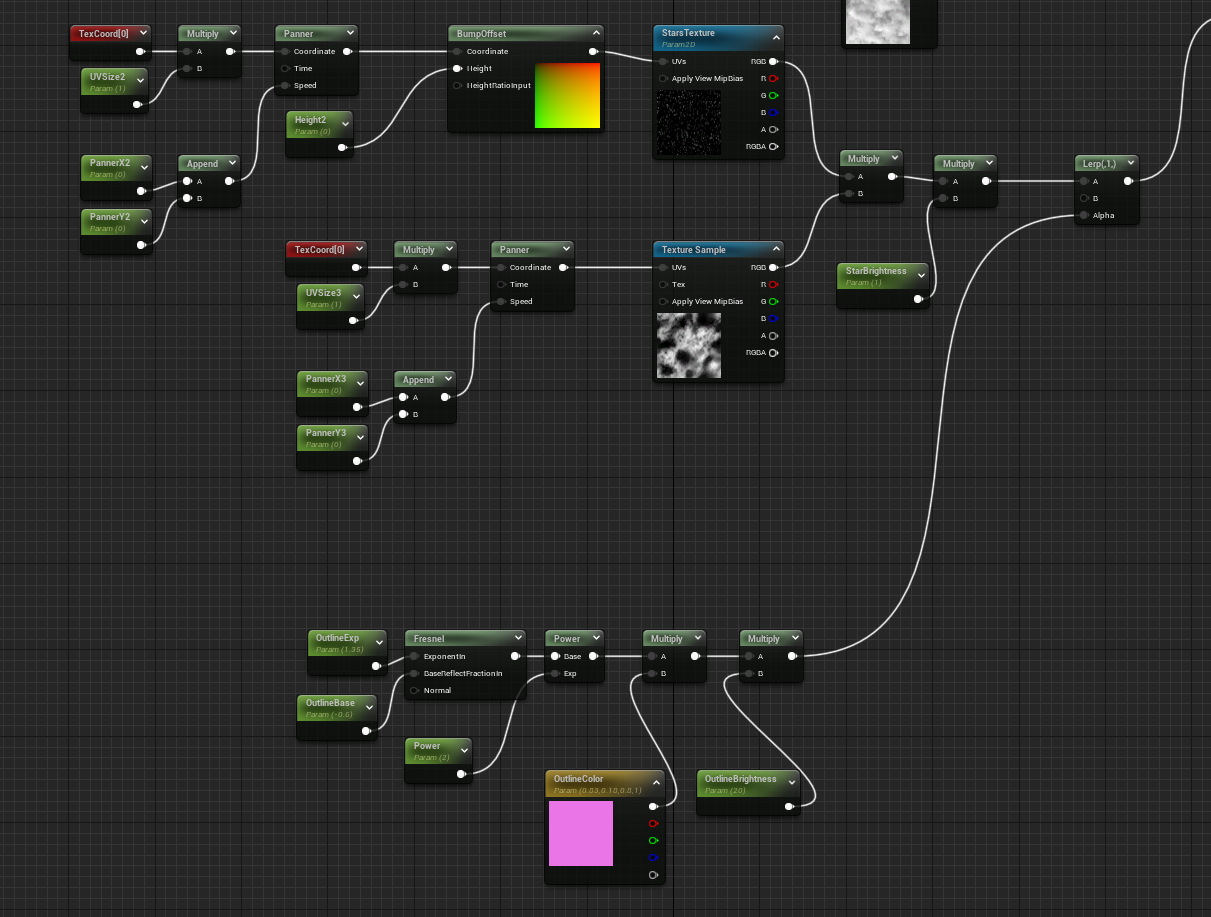 TexCoord[0]
UVSize2
Param (1)
Multiply
A
B
Panner
Coordinate
Time
Speed
Height2
Param (0)
BumpOffset
Coordinate
Height
HeightRatioInput
StarsTexture
Param2D
UVs RGB
Apply View MipBias R
G
B
A
RGBA
PannerX2
Param (0)
PannerY2
Param (0)
Append
A
B
Multiply
A
B
Multiply
A
B
Lerp(,1,)
A
B
Alpha
StarBrightness
Param (1)
TexCoord[0]
UVSize3
Param (1)
Multiply
A
B
Panner
Coordinate
Time
Speed
Texture Sample
UVs RGB
Tex R
Apply View MipBias G
B
A
RGBA
PannerX3
Param (0)
PannerY3
Param (0)
Append
A
B
OutlineExp
Param (1.35)
OutlineBase
Param (-0.6)
Fresnel
ExponentIn
BaseReflectFractionIn
Normal
Power
Param (2)
Power
Base
Exp
Multiply
A
B
Multiply
A
B
OutlineColor
Param (0.83,0.18,0.8,1)
OutlineBrightness
Param (20)